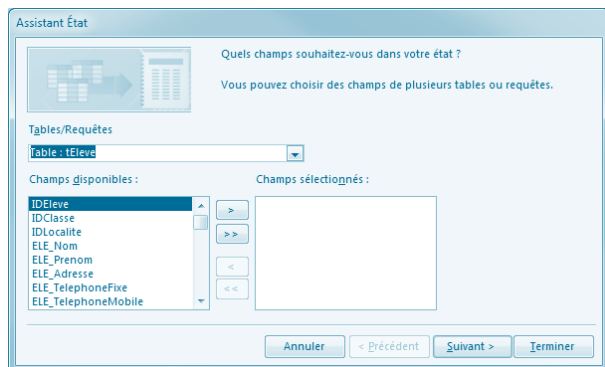 Assistant État
Quels champs souhaitez-vous dans votre état ?
Vous pouvez choisir des champs de plusieurs tables ou requêtes.
Tables/Requêtes
Table : tEleve
Champs disponibles :
Champs sélectionnés :
IDEleve
IDClasse
IDLocalite
ELE_Nom
ELE_Prenom
ELE_Adresse
ELE_TelephoneFixe
ELE_TelephoneMobile
>
>>
<
<<
Annuler
< Précédent
Suivant >
Terminer